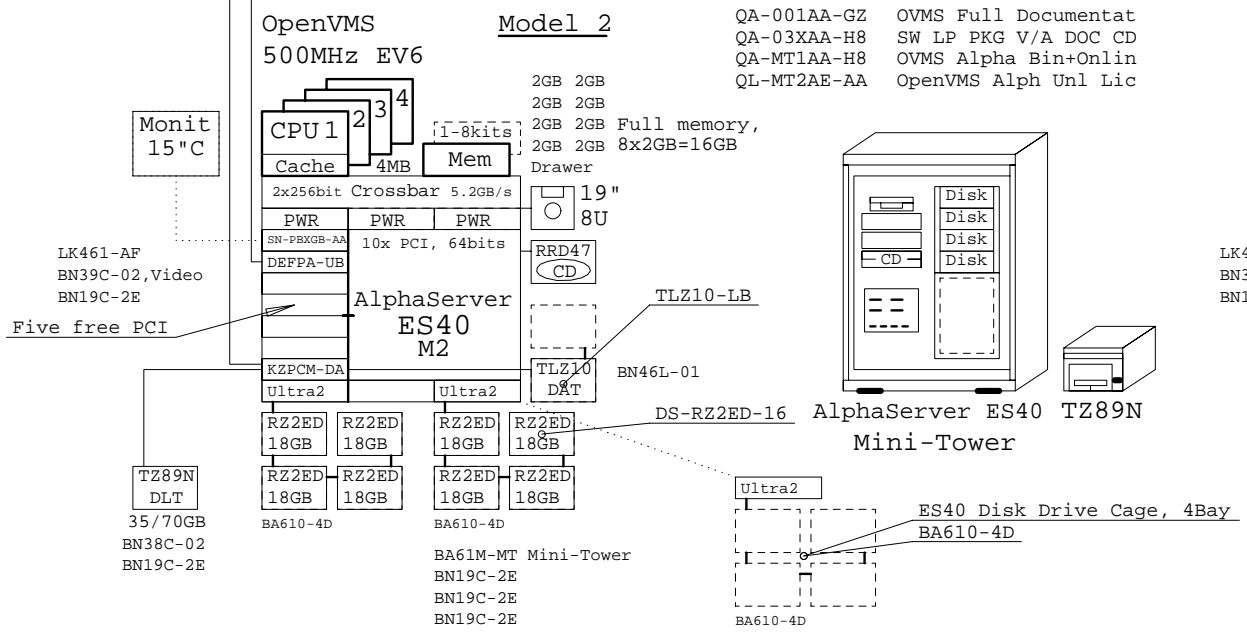 OpenVMS
500MHz EV6
Model 2
QA-001AA-GZ OVMS Full Documentat
QA-03XAA-H8 SW LP PKG V/A DOC CD
QA-MT1AA-H8 OVMS Alpha Bin+Onlin
QL-MT2AE-AA OpenVMS Alph Unl Lic
Monit
15"C
CPU 1
2
3
4
Cache
4MB
1-8kits
Mem
2GB 2GB
2GB 2GB
2GB 2GB Full memory,
2GB 2GB 8x2GB=16GB
Drawer
2x256bit Crossbar 5.2GB/s
19"
8U
PWR PWR PWR
SN-PBXGB-AA
10x PCI, 64bits
DEFPA-UB
RRD47
CD
LK461-AF
BN39C-02,Video
BN19C-2E
Five free PCI
AlphaServer
ES40
M2
TLZ10-LB
KZPCM-DA
TLZ10
DAT
BN46L-01
Ultra2
Ultra2
Disk
Disk
Disk
Disk
CD
LK4
BN3
BN1
AlphaServer ES40
Mini-Tower
TZ89N
DS-RZ2ED-16
RZ2ED RZ2ED RZ2ED RZ2ED
18GB 18GB 18GB 18GB
RZ2ED RZ2ED RZ2ED RZ2ED
18GB 18GB 18GB 18GB
BA610-4D
BA610-4D
TZ89N
DLT
35/70GB
BN38C-02
BN19C-2E
BA61M-MT Mini-Tower
BN19C-2E
BN19C-2E
BN19C-2E
Ultra2
ES40 Disk Drive Cage, 4Bay
BA610-4D
BA610-4D